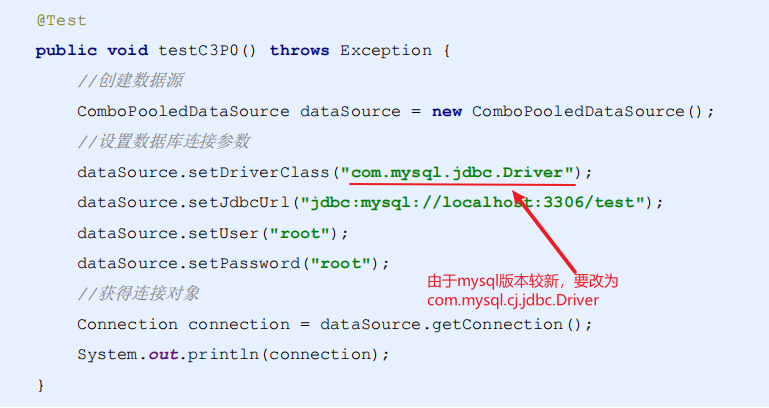 @Test
public void testC3P0() throws Exception {
//创建数据源
ComboPooledDataSource dataSource = new ComboPooledDataSource();
//设置数据库连接参数
dataSource.setDriverClass("com.mysql.jdbc.Driver");
dataSource.setJdbcUrl("jdbc:mysql://localhost:3306/test");
dataSource.setUser("root");
dataSource.setPassword("root");
由于mysql版本较新，要改为
com.mysql.cj.jdbc.Driver
//获得连接对象
Connection connection = dataSource.getConnection();
System.out.println(connection);
}